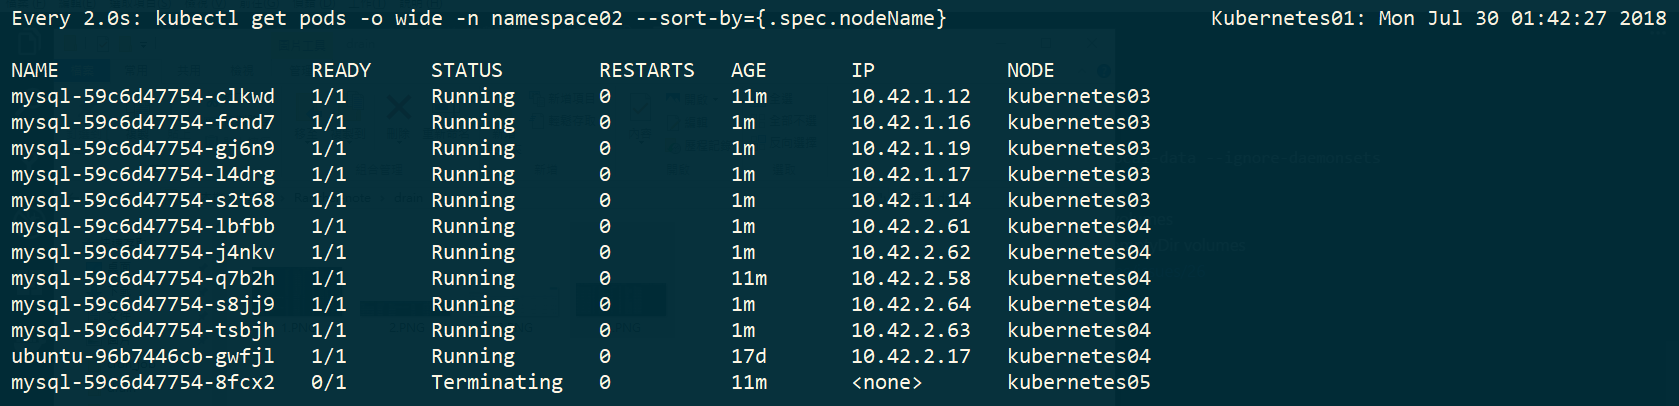 Every 2.0s: kubectl get pods -o wide -n namespace02 --sort-by={.spec.nodeName} Kubernetes01: Mon Jul 30 01:42:27 2018
NAME READY STATUS RESTARTS AGE IP NODE
mysql-59c6d47754-clkwd 1/1 Running 0 11m 10.42.1.12 kubernetes03
mysql-59c6d47754-fcnd7 1/1 Running 0 1m 10.42.1.16 kubernetes03
mysql-59c6d47754-gj6n9 1/1 Running 0 1m 10.42.1.19 kubernetes03
mysql-59c6d47754-l4drg 1/1 Running 0 1m 10.42.1.17 kubernetes03
mysql-59c6d47754-s2t68 1/1 Running 0 1m 10.42.1.14 kubernetes03
mysql-59c6d47754-lbfbb 1/1 Running 0 1m 10.42.2.61 kubernetes04
mysql-59c6d47754-j4nkv 1/1 Running 0 1m 10.42.2.62 kubernetes04
mysql-59c6d47754-q7b2h 1/1 Running 0 11m 10.42.2.58 kubernetes04
mysql-59c6d47754-s8jj9 1/1 Running 0 1m 10.42.2.64 kubernetes04
mysql-59c6d47754-tsbjh 1/1 Running 0 1m 10.42.2.63 kubernetes04
ubuntu-96b7446cb-gwfjl 1/1 Running 0 17d 10.42.2.17 kubernetes04
mysql-59c6d47754-8fcx2 0/1 Terminating 0 11m <none> kubernetes05